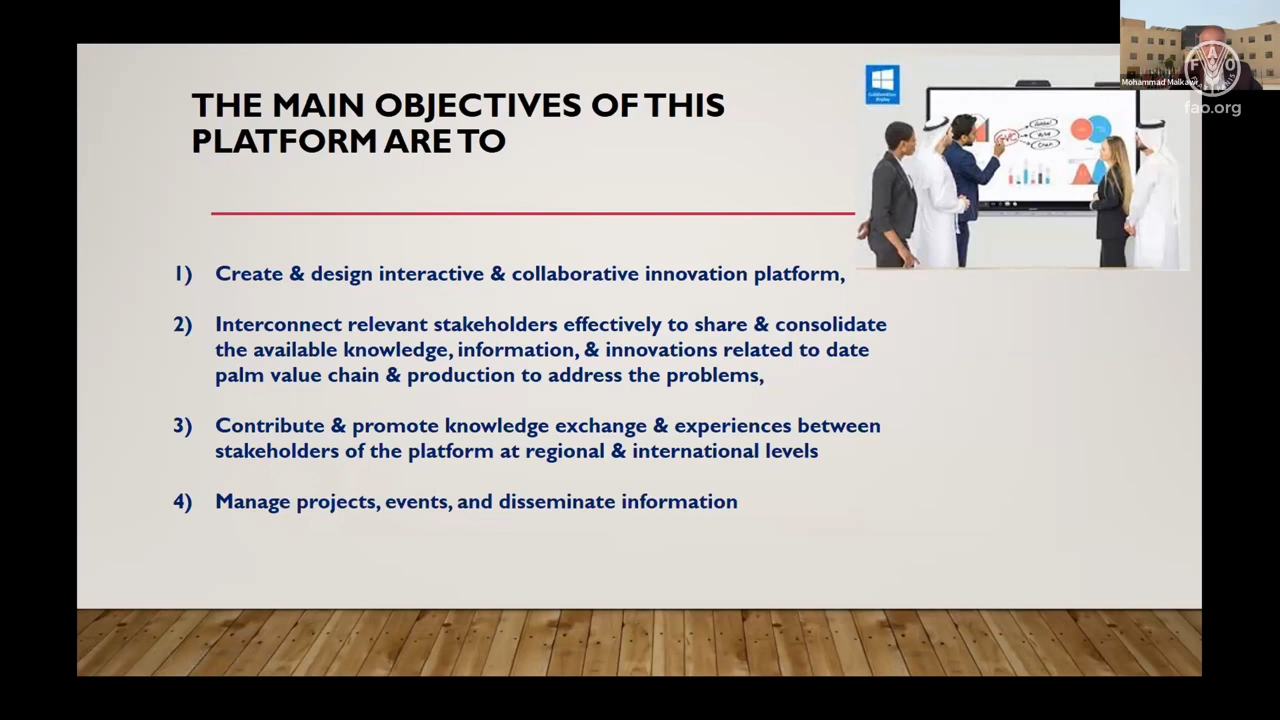 THE MAIN OBJECTIVES OF THIS
PLATFORM ARE TO
1) Create & design interactive & collaborative innovation platform,
2) Interconnect relevant stakeholders effectively to share & consolidate
the available knowledge, information, & innovations related to date
palm value chain & production to address the problems,
3) Contribute & promote knowledge exchange & experiences between
stakeholders of the platform at regional & international levels
4) Manage projects, events, and disseminate information
Mohammad Malkawi
FAO
fao.org